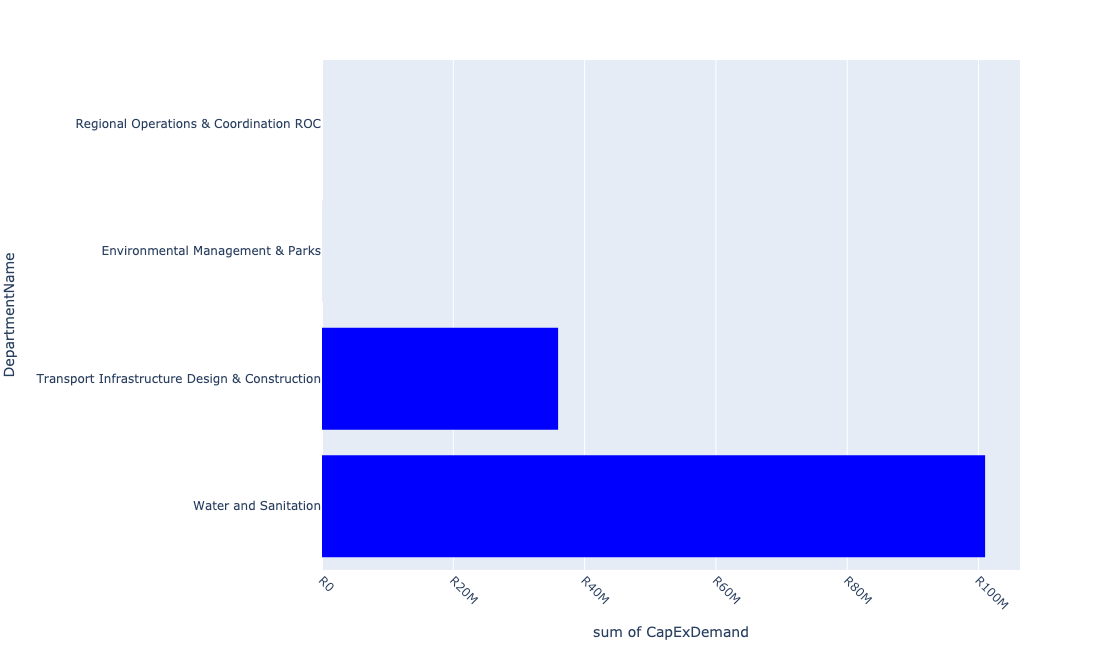 Regional Operations & Coordination ROC
Environmental Management & Parks
Transport Infrastructure Design & Construction
Water and Sanitation
DepartmentName
R0
R20M
R40M
R60M
R80M
R100M
sum of CapExDemand